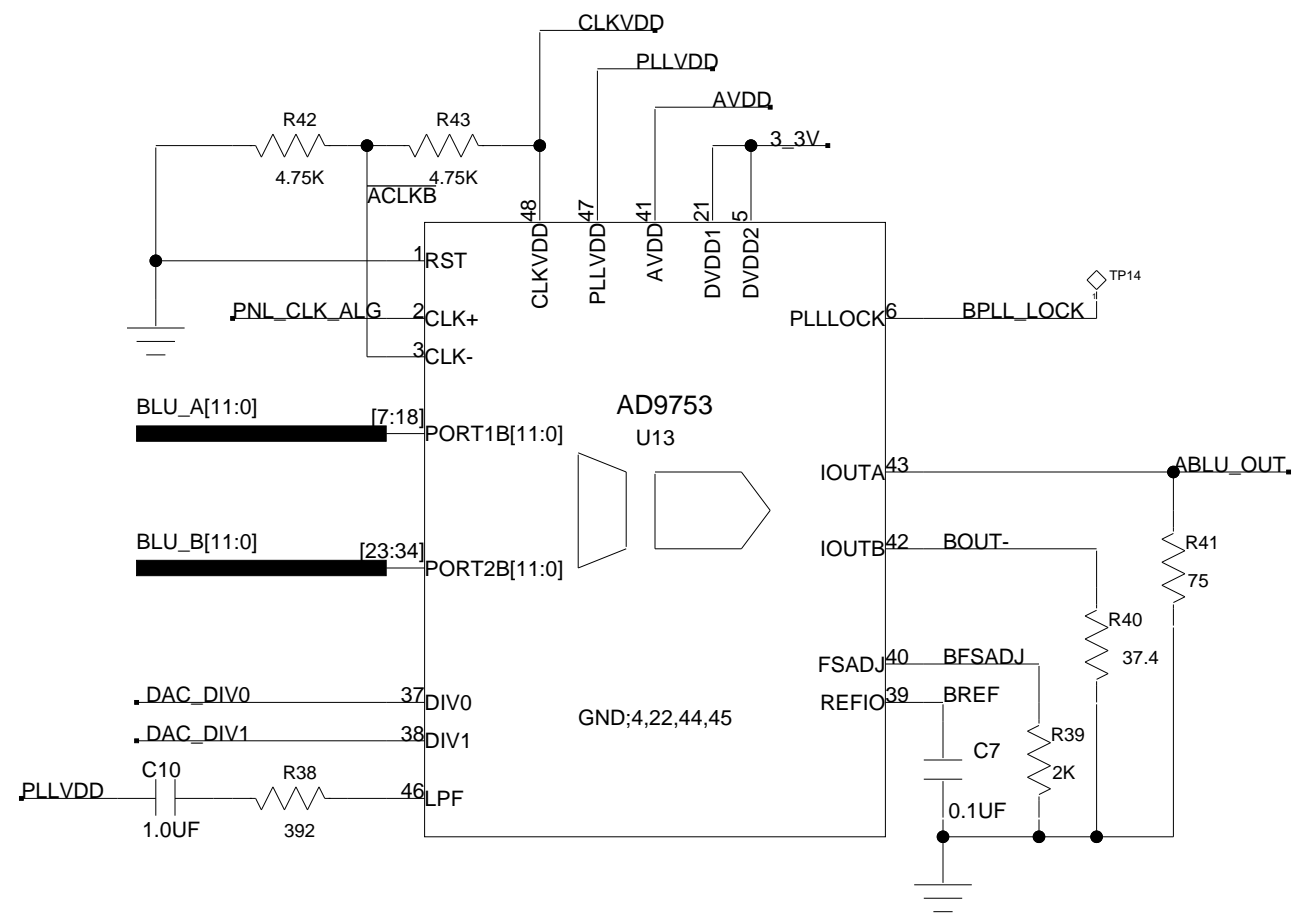 CLKVDD
PLLVDD
AVDD
3_3V
R42
R43
4.75K
4.75K
ACLKB
48
47
41
21
5
CLKVDD
PLLVDD
AVDD
DVDD1
DVDD2
1
RST
PNL_CLK_ALG
2
CLK+
3
CLK-
PLLLOCK
6
BPLL_LOCK
TP14
1
BLU_A[11:0]
[7:18]
PORT1B[11:0]
AD9753
U13
IOUTA
43
ABLU_OUT
BLU_B[11:0]
[23:34]
PORT2B[11:0]
IOUTB
42
BOUT-
R41
75
R40
37.4
FSADJ
40
BFSADJ
REFIO
39
BREF
DAC_DIV0
37
DIV0
DAC_DIV1
38
DIV1
GND;4,22,44,45
R39
2K
C7
0.1UF
C10
R38
PLLVDD
46
LPF
1.0UF
392